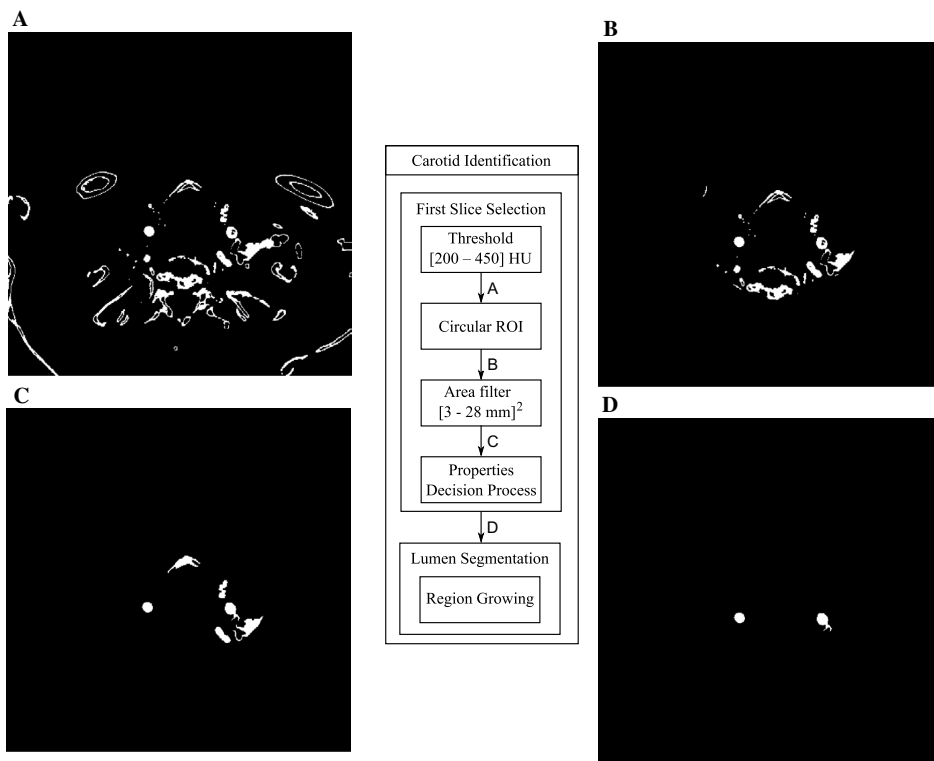 A
B
Carotid Identification
First Slice Selection
Threshold
[200 – 450] HU
A
Circular ROI
B
Area filter
[3 - 28 mm]²
C
Properties
Decision Process
D
Lumen Segmentation
Region Growing
C
D